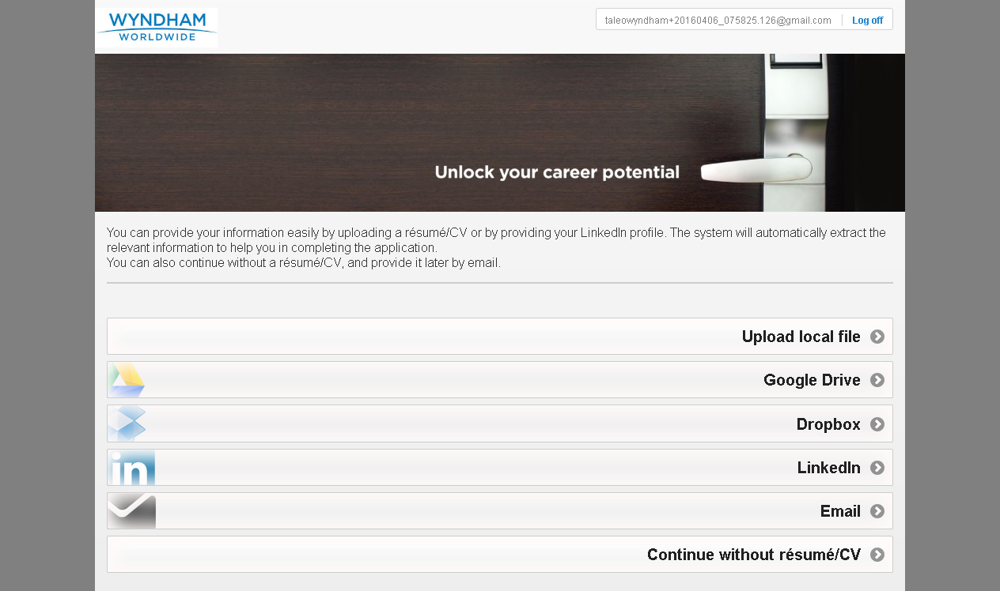 WYNDHAM
WORLDWIDE
taleowyndham+20160406_075825.126@gmail.com
Log off
Unlock your career potential
You can provide your information easily by uploading a résumé/CV or by providing your LinkedIn profile. The system will automatically extract the
relevant information to help you in completing the application.
You can also continue without a résumé/CV, and provide it later by email.
Upload local file
Google Drive
Dropbox
in
LinkedIn
Email
Continue without résumé/CV